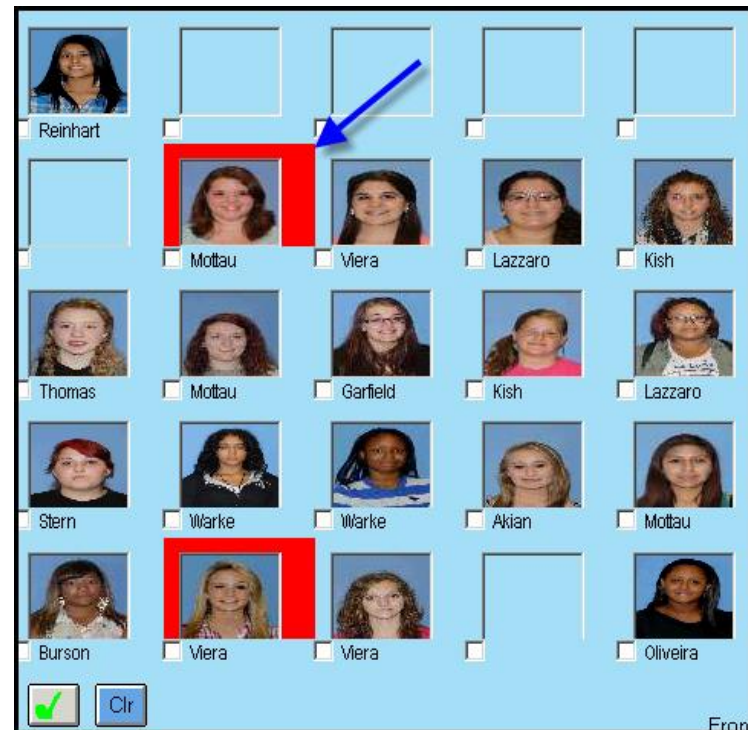 Reinhart
Mottau Viera Lazzaro Kish
Thomas Mottau Garfield Kish Lazzaro
Stern Warke Warke Akian Mottau
Burson Viera Viera Oliveira
Clr